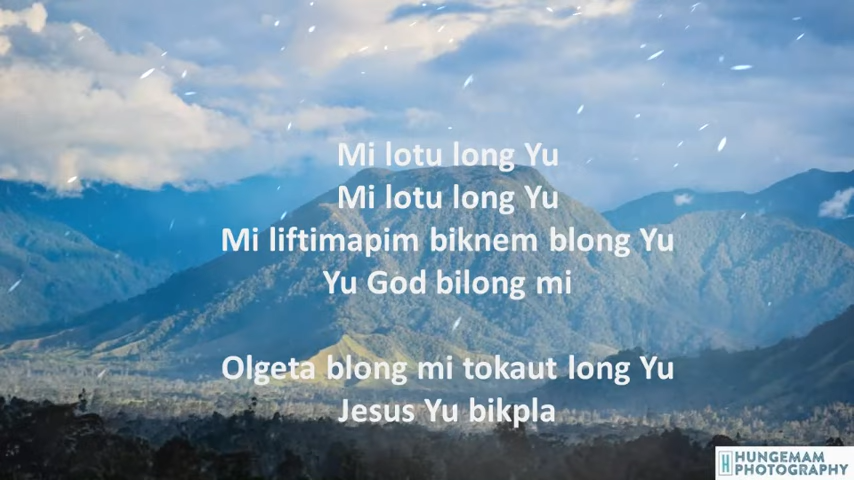 Mi lotu long Yu
Mi lotu long Yu
Mi liftimapim biknem blong Yu
Yu God bilong mi
Olgeta blong mi tokaut long Yu
Jesus Yu bikpla
HUNGEMAM
PHOTOGRAPHY